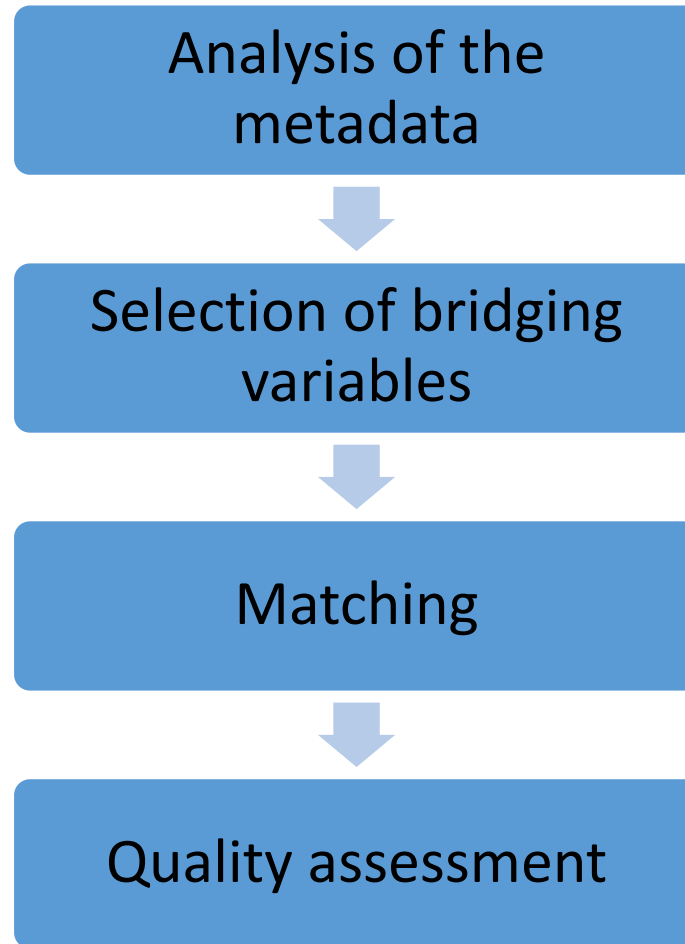 Analysis of the
metadata
Selection of bridging
variables
Matching
Quality assessment